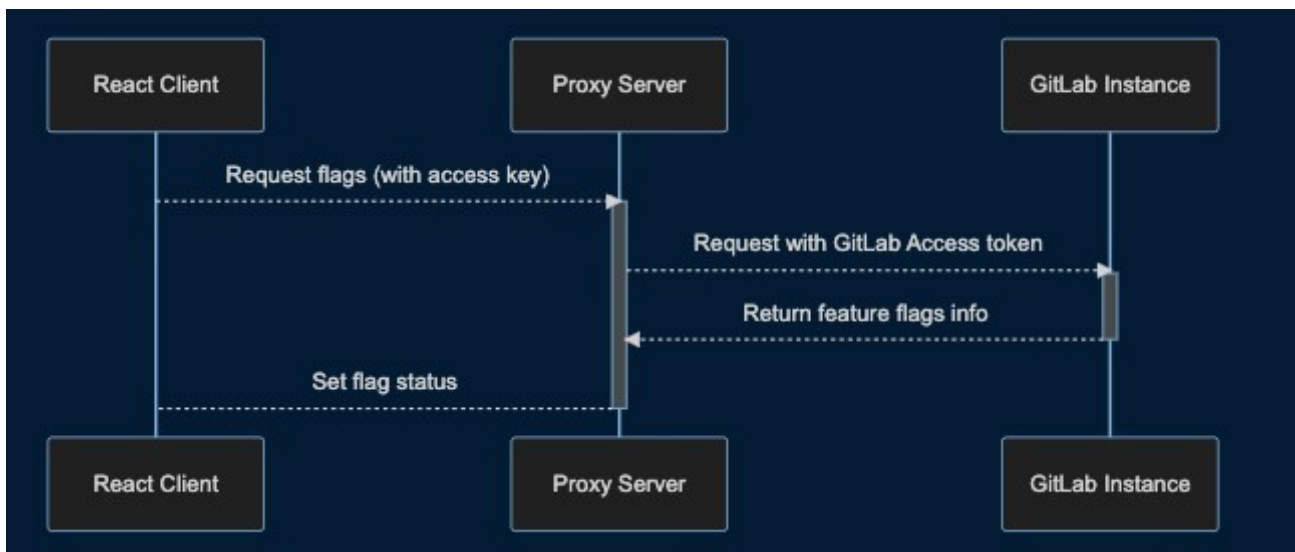 React Client
Proxy Server
GitLab Instance
Request flags (with access key)
Request with GitLab Access token
Return feature flags info
Set flag status
React Client
Proxy Server
GitLab Instance